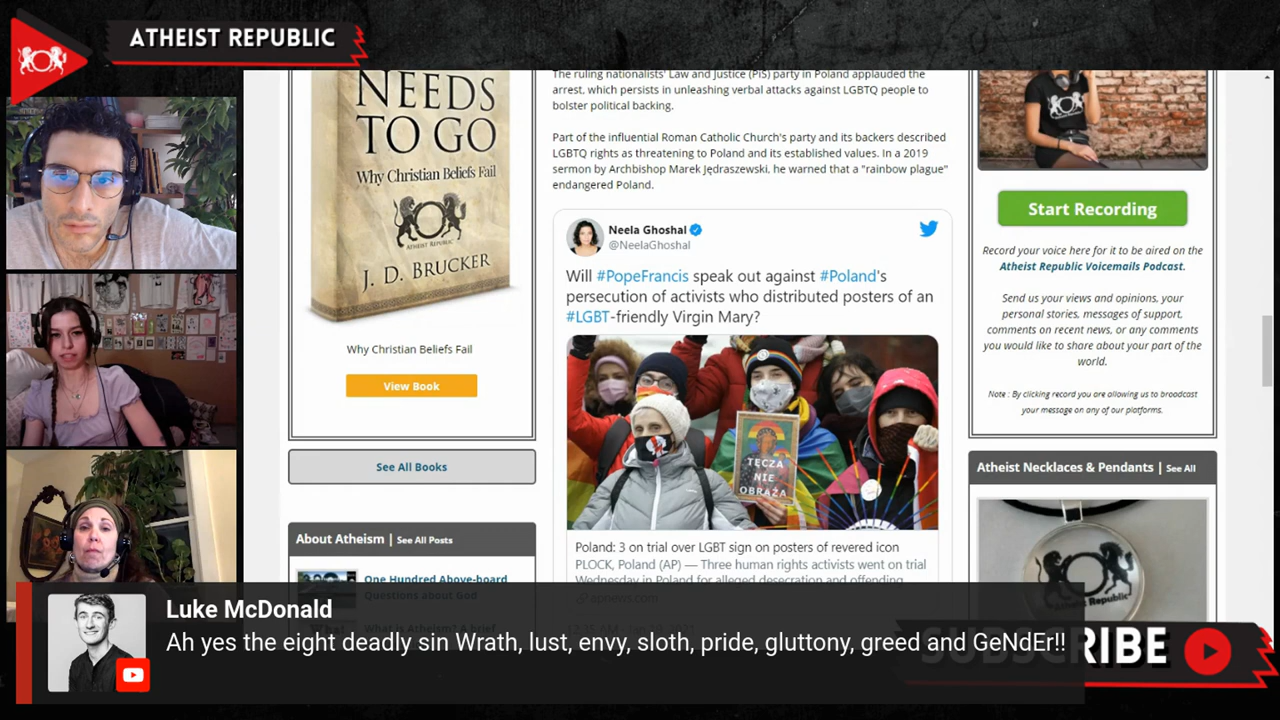 ATHEIST REPUBLIC
NEEDS
TO GO
Why Christian Beliefs Fail
ATHEIST REPUBLIC
J. D. BRUCKER
Why Christian Beliefs Fail
View Book
See All Books
About Atheism | See All Posts
One Hundred Above-board
Questions about God
What is Atheism? A brief
The ruling nationalists' Law and Justice (PiS) party in Poland applauded the
arrest, which persists in unleashing verbal attacks against LGBTQ people to
bolster political backing.
Part of the influential Roman Catholic Church's party and its backers described
LGBTQ rights as threatening to Poland and its established values. In a 2019
sermon by Archbishop Marek Jędraszewski, he warned that a "rainbow plague"
endangered Poland.
Neela Ghoshal
@NeelaGhoshal
Will #PopeFrancis speak out against #Poland's
persecution of activists who distributed posters of an
#LGBT-friendly Virgin Mary?
TĘCZA
NIE
OBRAŻA
Poland: 3 on trial over LGBT sign on posters of revered icon
PLOCK, Poland (AP) — Three human rights activists went on trial
Wednesday in Poland for alleged desecration and offending
apnews.com
Start Recording
Record your voice here for it to be aired on the
Atheist Republic Voicemails Podcast.
Send us your views and opinions, your
personal stories, messages of support,
comments on recent news, or any comments
you would like to share about your part of the
world.
Note : By clicking record you are allowing us to broadcast
your message on any of our platforms.
Atheist Necklaces & Pendants | See All
Atheist Republic
Luke McDonald
Ah yes the eight deadly sin Wrath, lust, envy, sloth, pride, gluttony, greed and GeNdEr!!
SUBSCRIBE